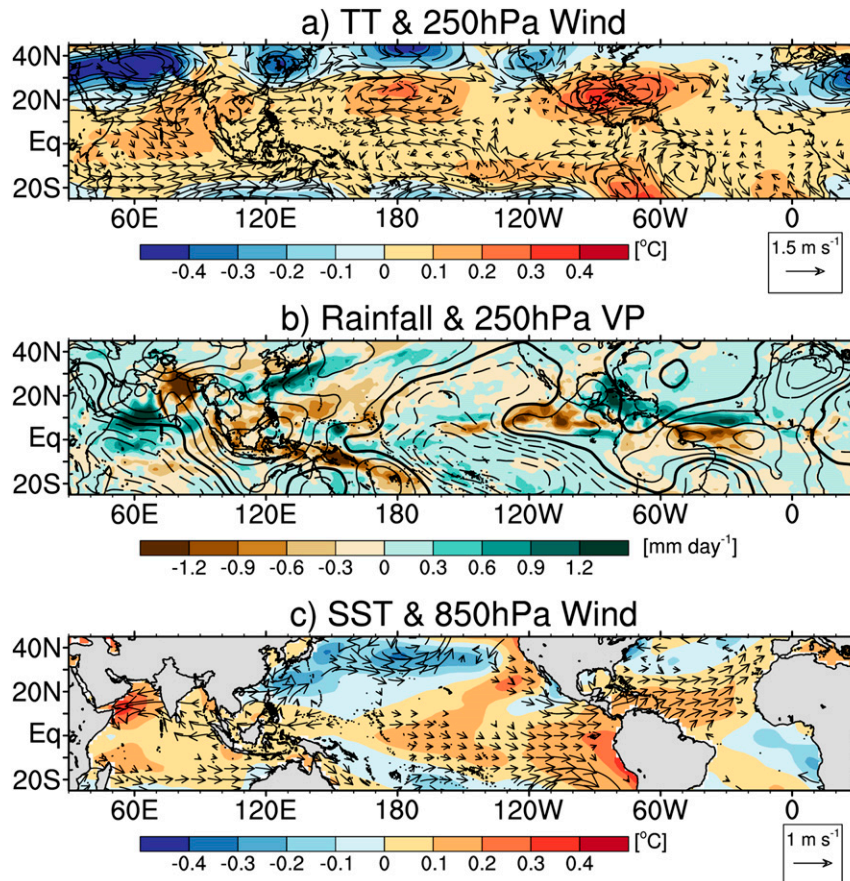 a) TT & 250hPa Wind
40N
20N
Eq
20S
60E 120E 180 120W 60W 0
-0.4 -0.3 -0.2 -0.1 0 0.1 0.2 0.3 0.4 [°C]
1.5 m s⁻¹
b) Rainfall & 250hPa VP
40N
20N
Eq
20S
60E 120E 180 120W 60W 0
-1.2 -0.9 -0.6 -0.3 0 0.3 0.6 0.9 1.2 [mm day⁻¹]
c) SST & 850hPa Wind
40N
20N
Eq
20S
60E 120E 180 120W 60W 0
-0.4 -0.3 -0.2 -0.1 0 0.1 0.2 0.3 0.4 [°C]
1 m s⁻¹